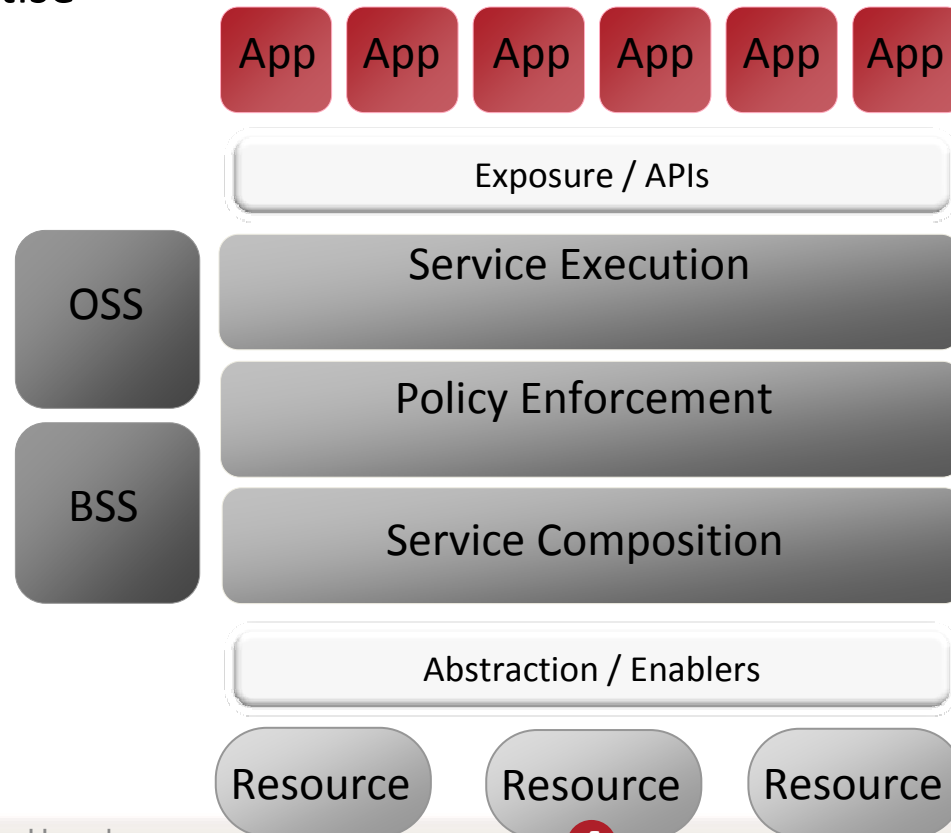 App App App App App App
Exposure / APIs
Service Execution
OSS
Policy Enforcement
BSS
Service Composition
Abstraction / Enablers
Resource Resource Resource